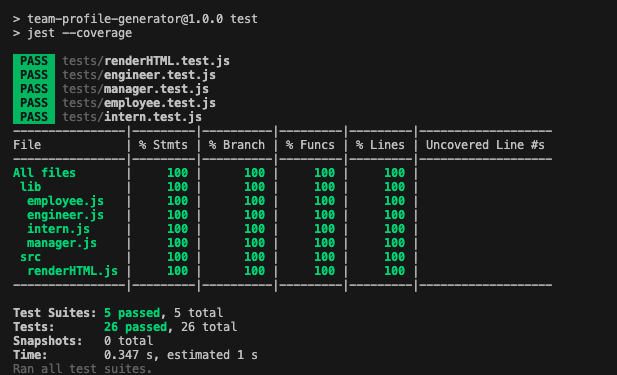 > team-profile-generator@1.0.0 test
> jest --coverage
PASS tests/renderHTML.test.js
PASS tests/engineer.test.js
PASS tests/manager.test.js
PASS tests/employee.test.js
PASS tests/intern.test.js
----------------|---------|----------|---------|---------|-------------------
File            | % Stmts | % Branch | % Funcs | % Lines | Uncovered Line #s
----------------|---------|----------|---------|---------|-------------------
All files       |     100 |      100 |     100 |     100 |
 lib            |     100 |      100 |     100 |     100 |
  employee.js   |     100 |      100 |     100 |     100 |
  engineer.js   |     100 |      100 |     100 |     100 |
  intern.js     |     100 |      100 |     100 |     100 |
  manager.js    |     100 |      100 |     100 |     100 |
 src            |     100 |      100 |     100 |     100 |
  renderHTML.js |     100 |      100 |     100 |     100 |
----------------|---------|----------|---------|---------|-------------------
Test Suites: 5 passed, 5 total
Tests:       26 passed, 26 total
Snapshots:   0 total
Time:        0.347 s, estimated 1 s
Ran all test suites.